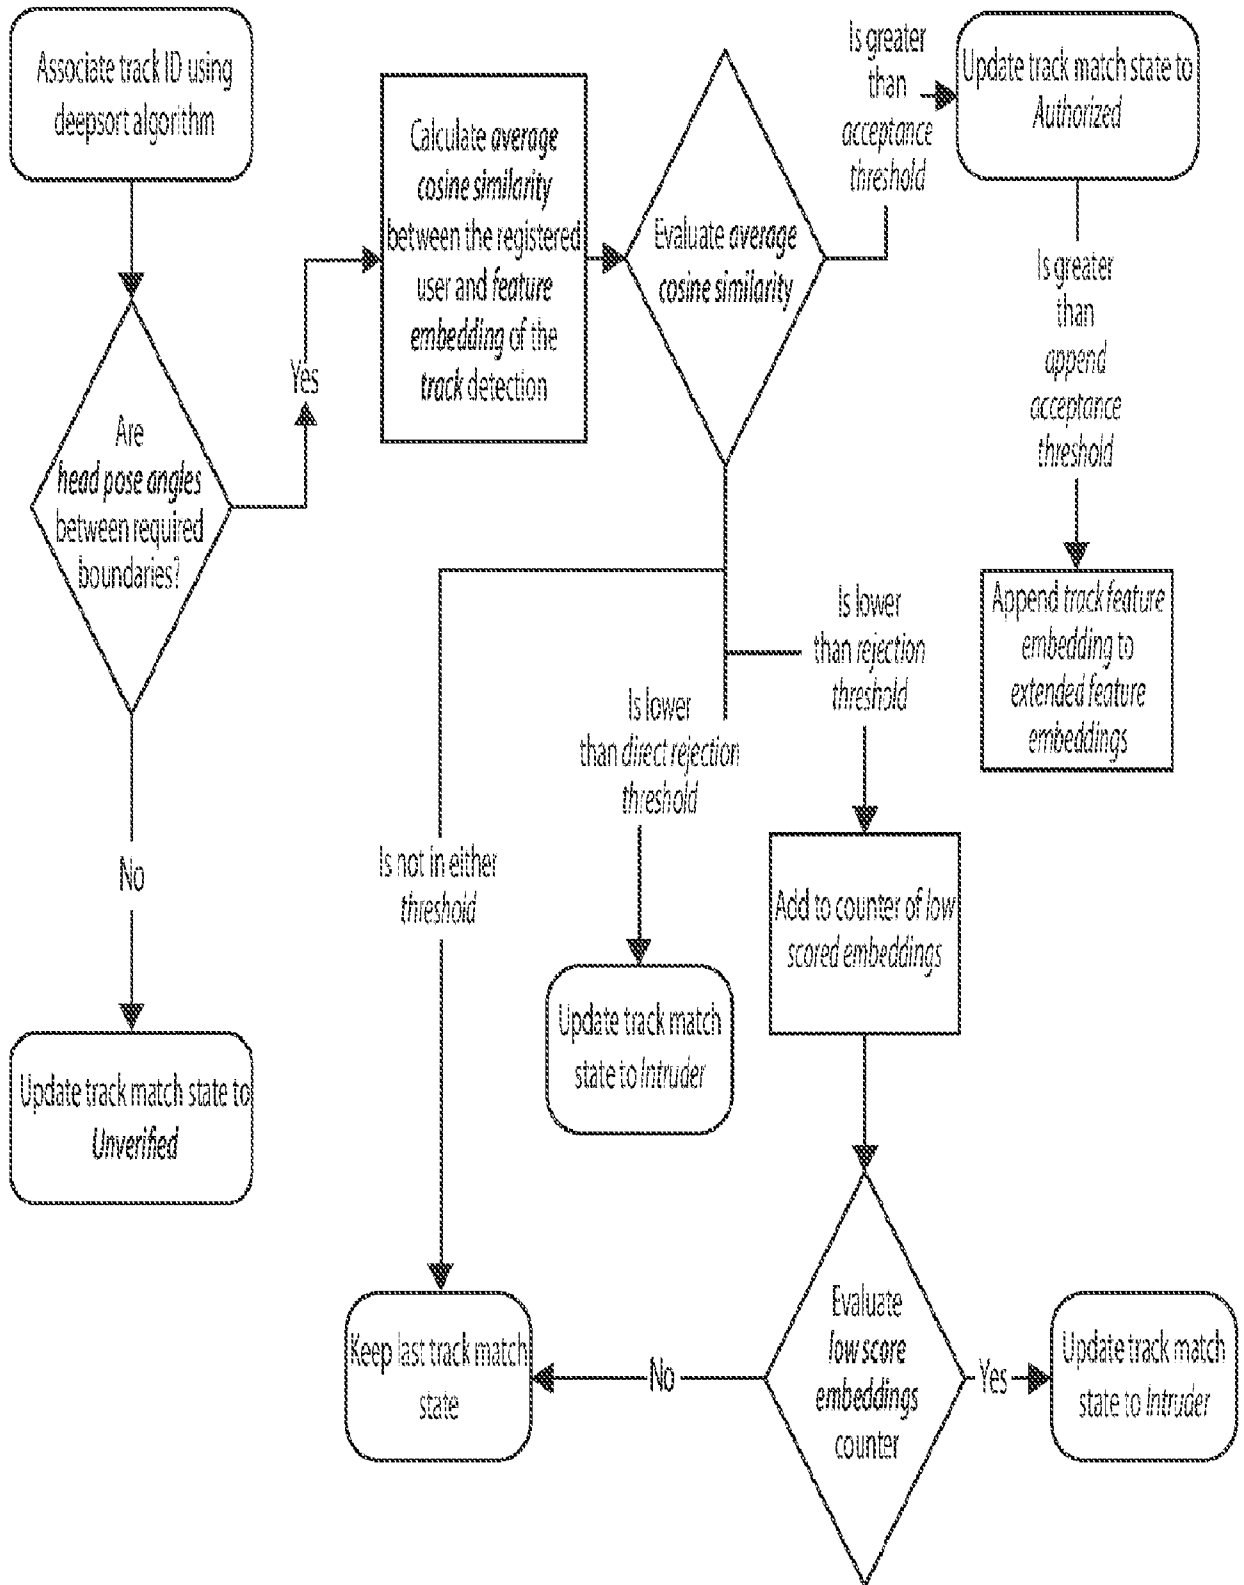 Associate track ID using
deepsort algorithm
Are
head pose angles
between required
boundaries?
Yes
No
Update track match state to
Unverified
Calculate average
cosine similarity
between the registered
user and feature
embedding of the
track detection
Evaluate average
cosine similarity
Is greater
than
acceptance
threshold
Update track match state to
Authorized
Is greater
than
append
acceptance
threshold
Append track feature
embedding to
extended feature
embeddings
Is lower
than rejection
threshold
Is lower
than direct rejection
threshold
Is not in either
threshold
Add to counter of low
scored embeddings
Update track match
state to Intruder
Evaluate
low score
embeddings
counter
No
Yes
Keep last track match
state
Update track match
state to Intruder